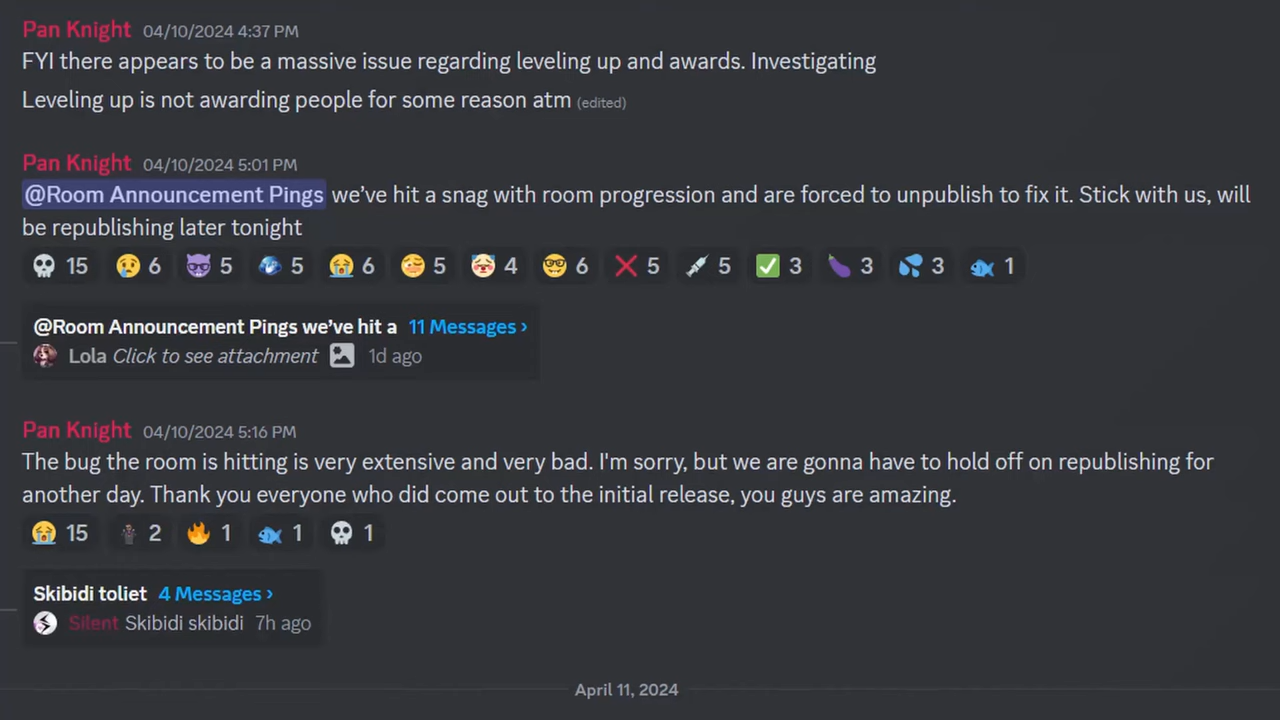 Pan Knight 04/10/2024 4:37 PM
FYI there appears to be a massive issue regarding leveling up and awards. Investigating
Leveling up is not awarding people for some reason atm (edited)
Pan Knight 04/10/2024 5:01 PM
@Room Announcement Pings we've hit a snag with room progression and are forced to unpublish to fix it. Stick with us, will
be republishing later tonight
15 6 5 5 6 5 4 6 5 5 3 3 3 1
@Room Announcement Pings we've hit a 11 Messages ›
Lola Click to see attachment 1d ago
Pan Knight 04/10/2024 5:16 PM
The bug the room is hitting is very extensive and very bad. I'm sorry, but we are gonna have to hold off on republishing for
another day. Thank you everyone who did come out to the initial release, you guys are amazing.
15 2 1 1 1
Skibidi toliet 4 Messages ›
Silent Skibidi skibidi 7h ago
April 11, 2024